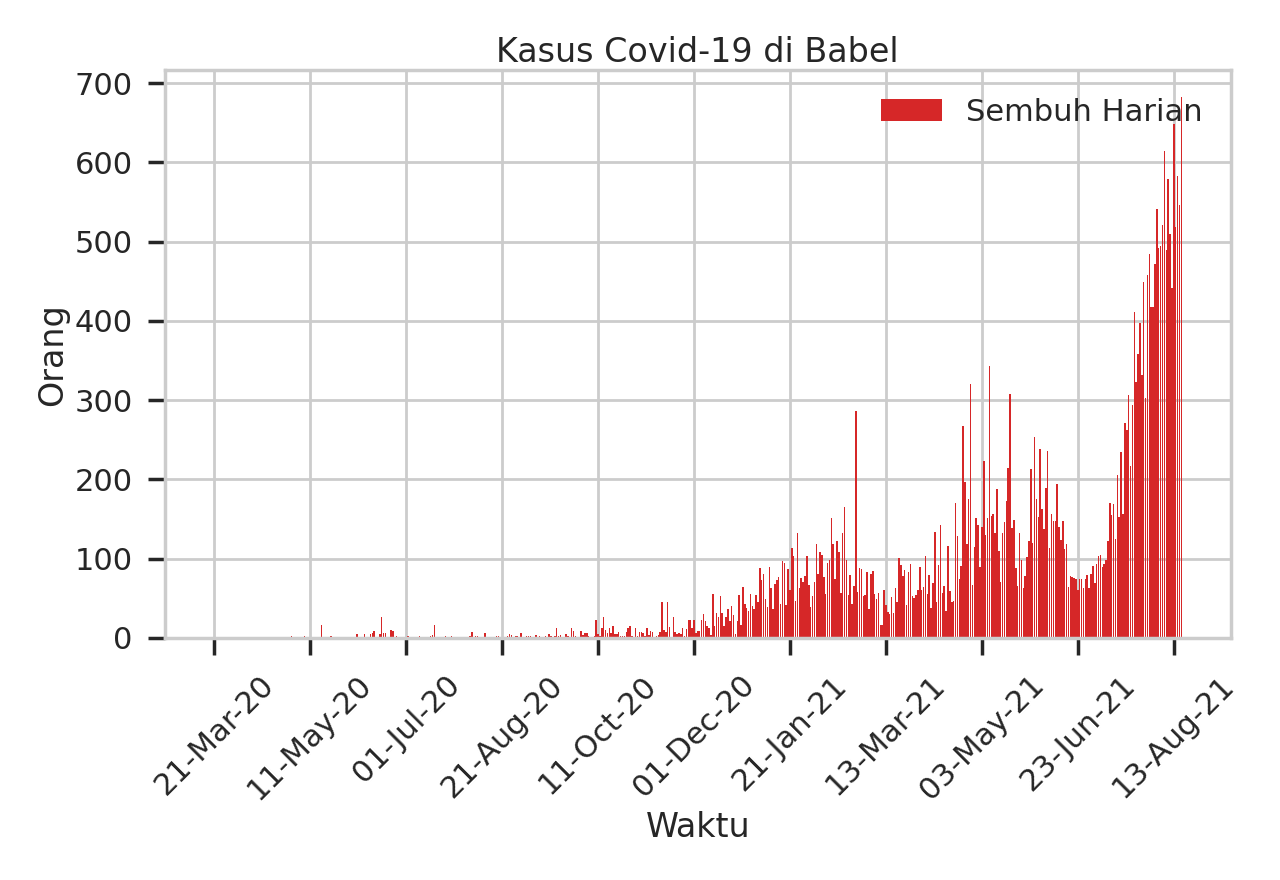 Kasus Covid-19 di Babel
Sembuh Harian
Orang
700
600
500
400
300
200
100
0
21-Mar-20
11-May-20
01-Jul-20
21-Aug-20
11-Oct-20
01-Dec-20
21-Jan-21
13-Mar-21
03-May-21
23-Jun-21
13-Aug-21
Waktu